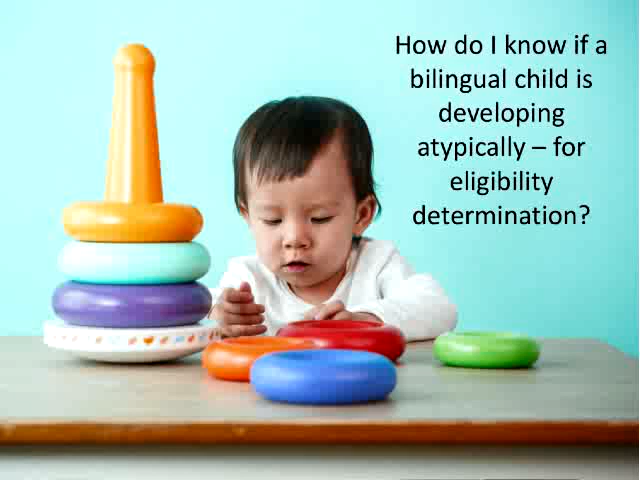 How do I know if a
bilingual child is
developing
atypically – for
eligibility
determination?